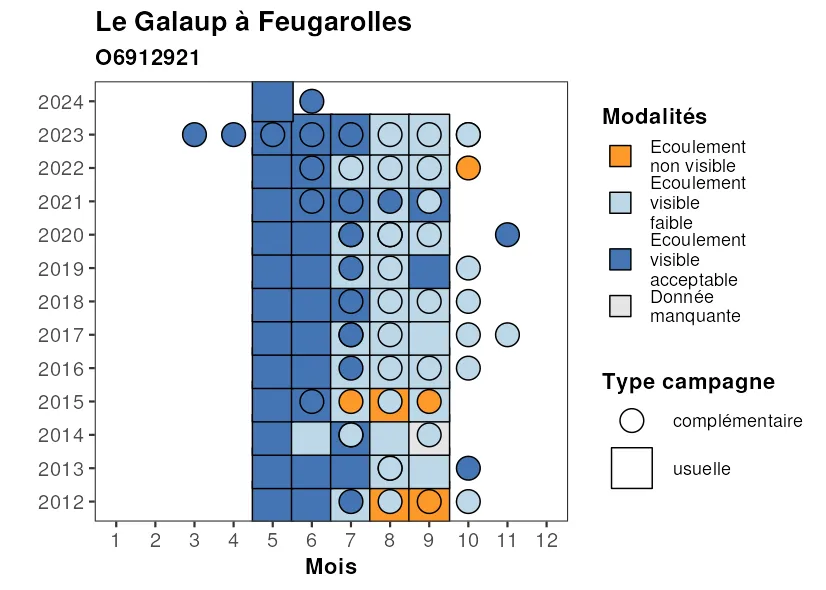 Le Galaup à Feugarolles
O6912921
2024
2023
2022
2021
2020
2019
2018
2017
2016
2015
2014
2013
2012
1 2 3 4 5 6 7 8 9 10 11 12
Mois
Modalités
Ecoulement
non visible
Ecoulement
visible
faible
Ecoulement
visible
acceptable
Donnée
manquante
Type campagne
complémentaire
usuelle